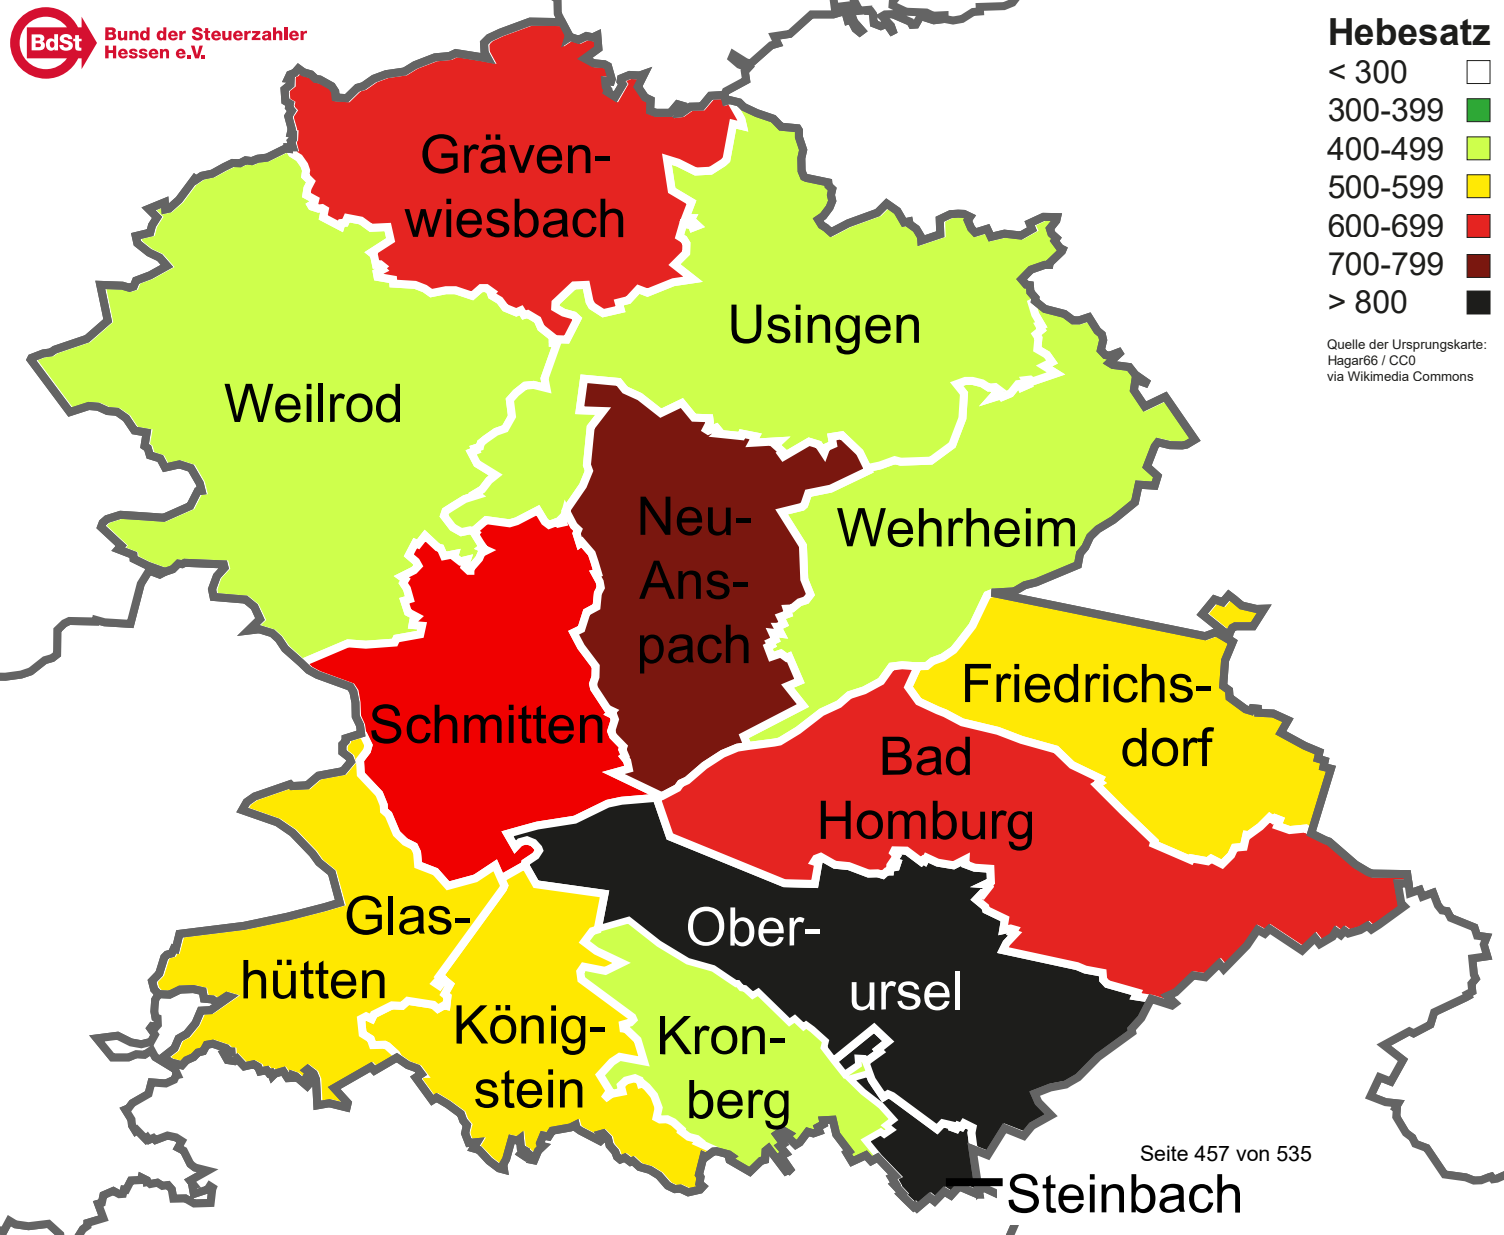 BdSt
Bund der Steuerzahler
Hessen e.V.
Hebesatz
< 300
300-399
400-499
500-599
600-699
700-799
> 800
Quelle der Ursprungskarte:
Hagar66 / CC0
via Wikimedia Commons
Gräven-
wiesbach
Usingen
Weilrod
Neu-
Ans-
pach
Wehrheim
Schmitten
Friedrichs-
dorf
Bad
Homburg
Glas-
hütten
Ober-
ursel
König-
stein
Kron-
berg
Seite 457 von 535
Steinbach